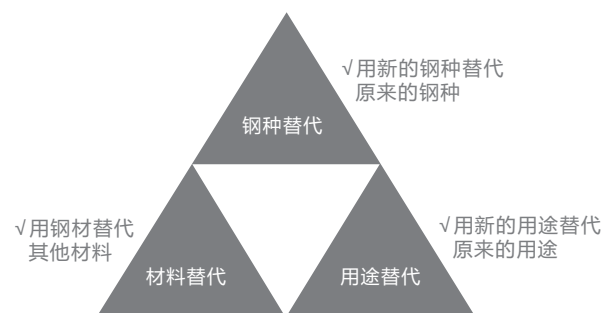 √用新的钢种替代
原来的钢种
钢种替代
√用钢材替代
其他材料
材料替代
用途替代
√用新的用途替代
原来的用途